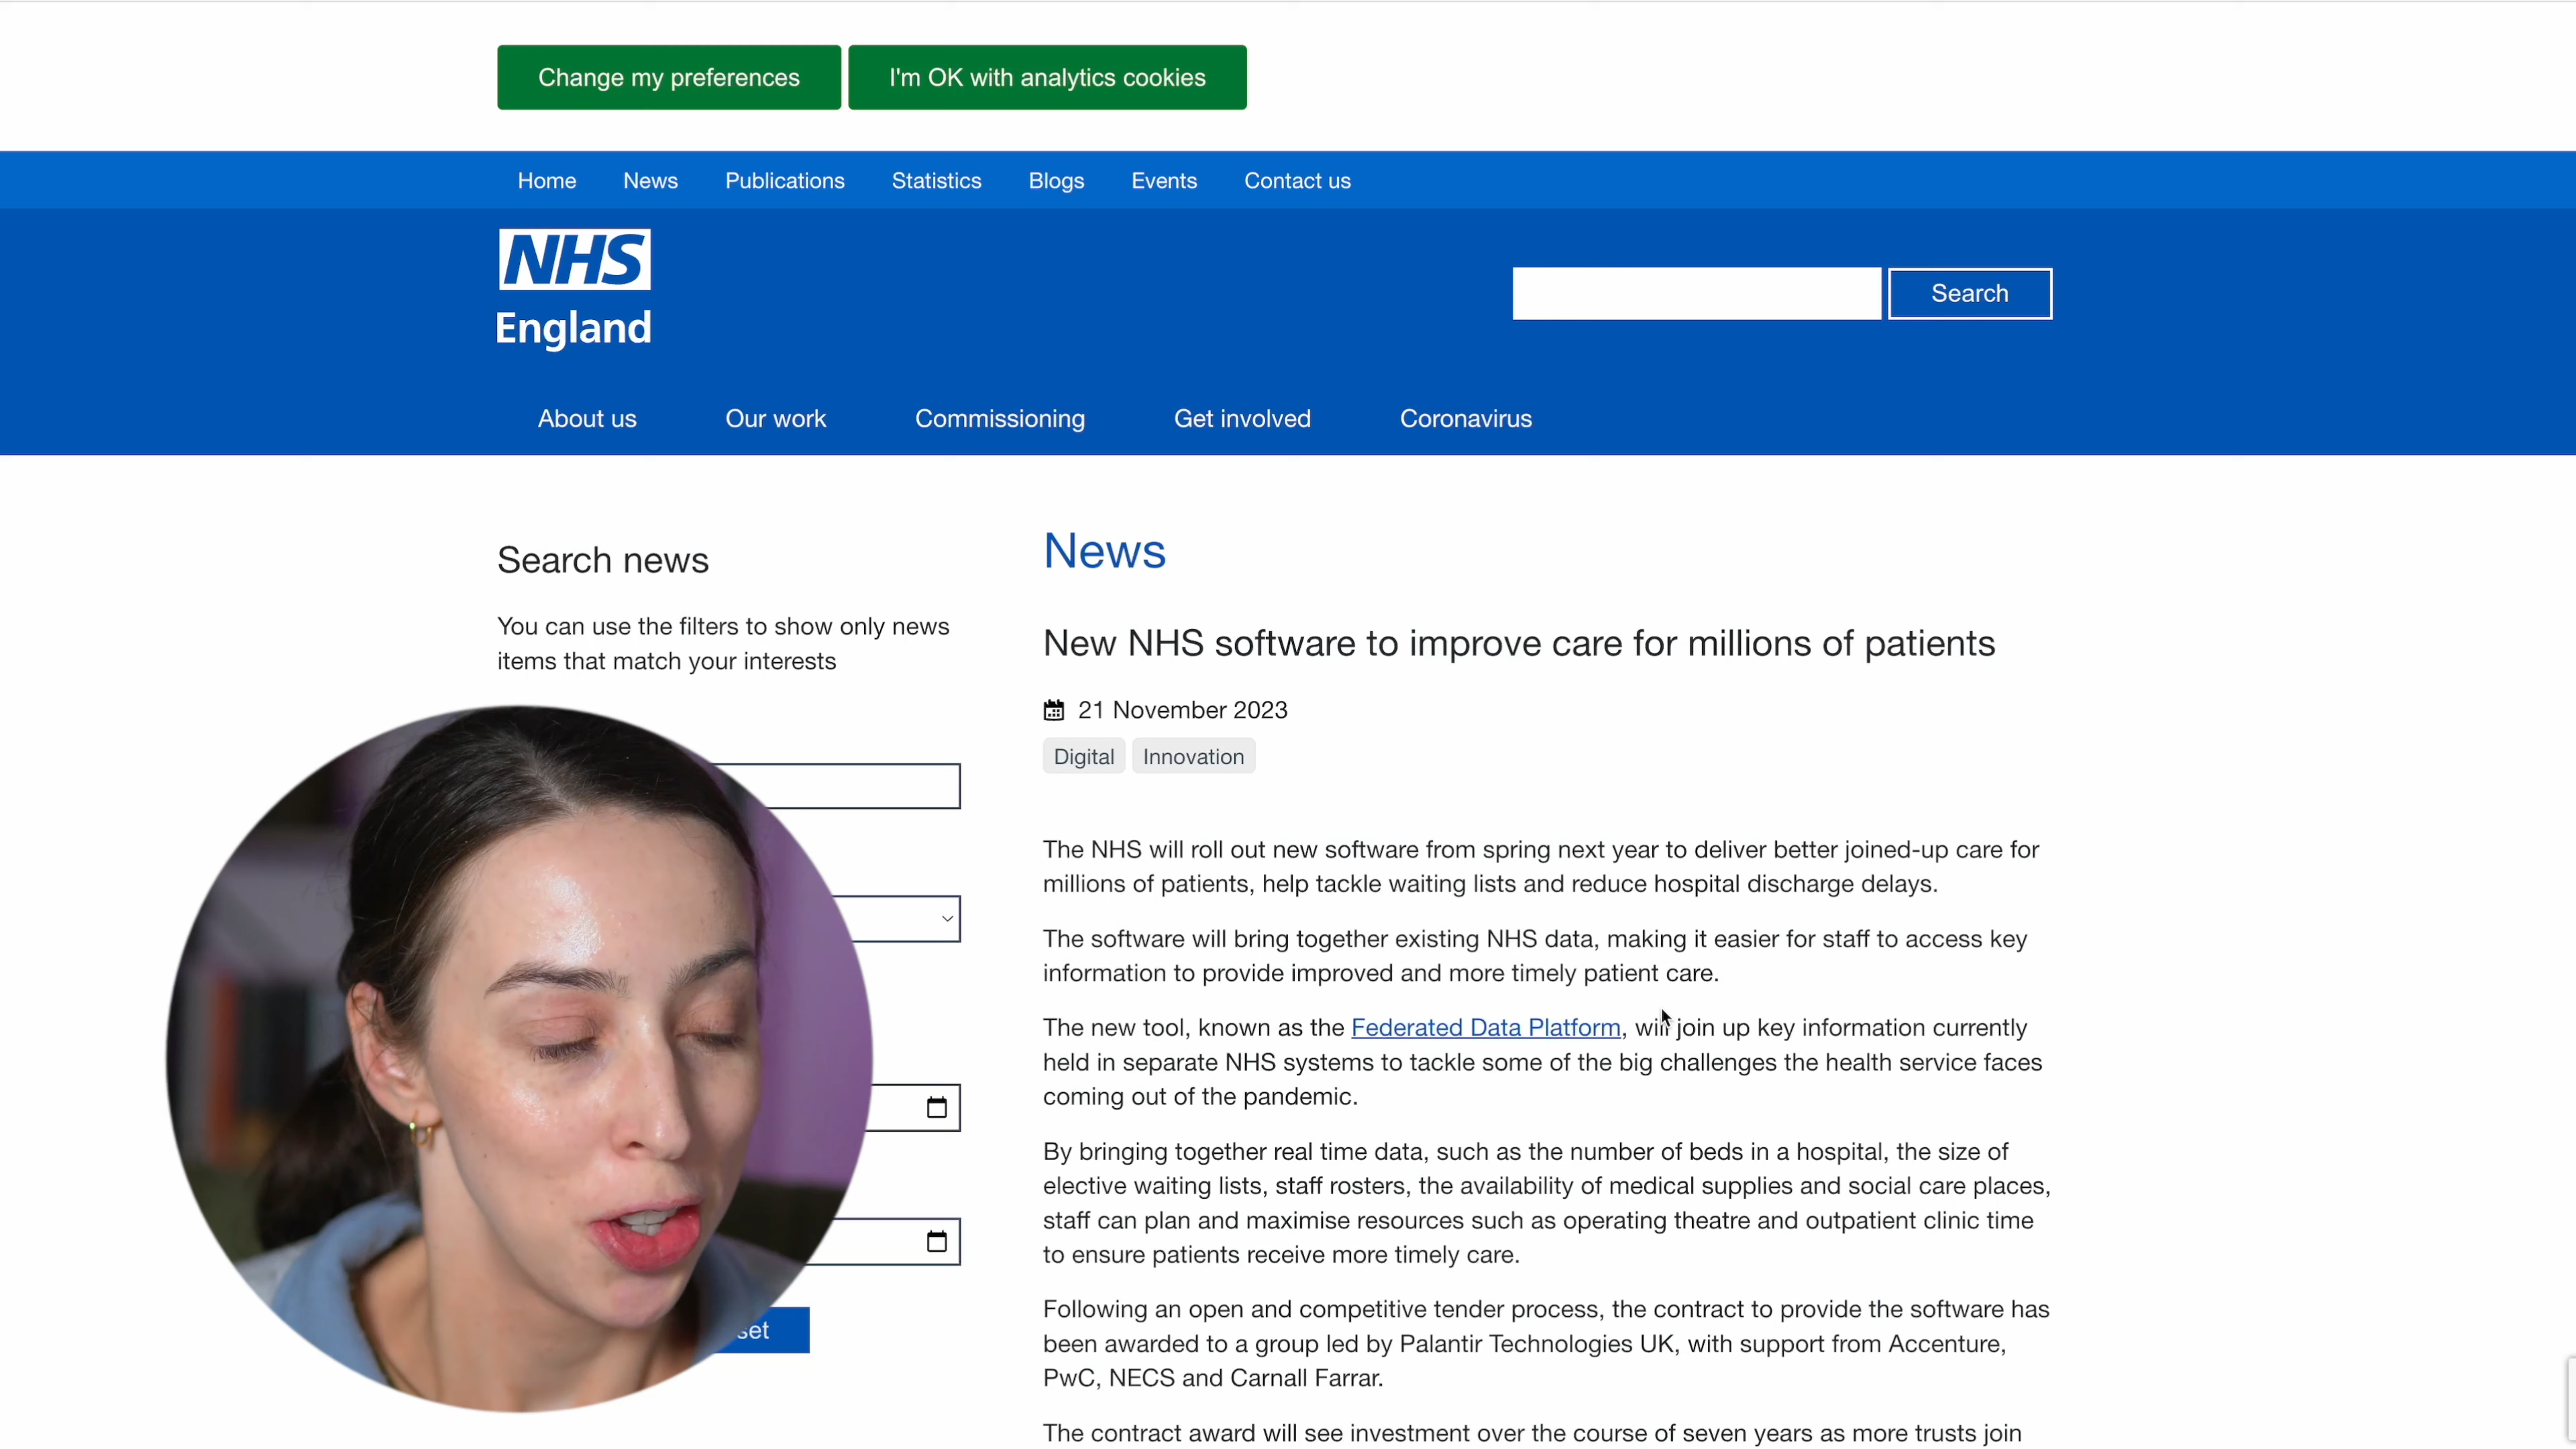 Change my preferences
I'm OK with analytics cookies
Home
News
Publications
Statistics
Blogs
Events
Contact us
NHS
England
Search
About us
Our work
Commissioning
Get involved
Coronavirus
Search news
You can use the filters to show only news
items that match your interests
set
News
New NHS software to improve care for millions of patients
21 November 2023
Digital
Innovation
The NHS will roll out new software from spring next year to deliver better joined-up care for
millions of patients, help tackle waiting lists and reduce hospital discharge delays.
The software will bring together existing NHS data, making it easier for staff to access key
information to provide improved and more timely patient care.
The new tool, known as the Federated Data Platform, will join up key information currently
held in separate NHS systems to tackle some of the big challenges the health service faces
coming out of the pandemic.
By bringing together real time data, such as the number of beds in a hospital, the size of
elective waiting lists, staff rosters, the availability of medical supplies and social care places,
staff can plan and maximise resources such as operating theatre and outpatient clinic time
to ensure patients receive more timely care.
Following an open and competitive tender process, the contract to provide the software has
been awarded to a group led by Palantir Technologies UK, with support from Accenture,
PwC, NECS and Carnall Farrar.
The contract award will see investment over the course of seven years as more trusts join